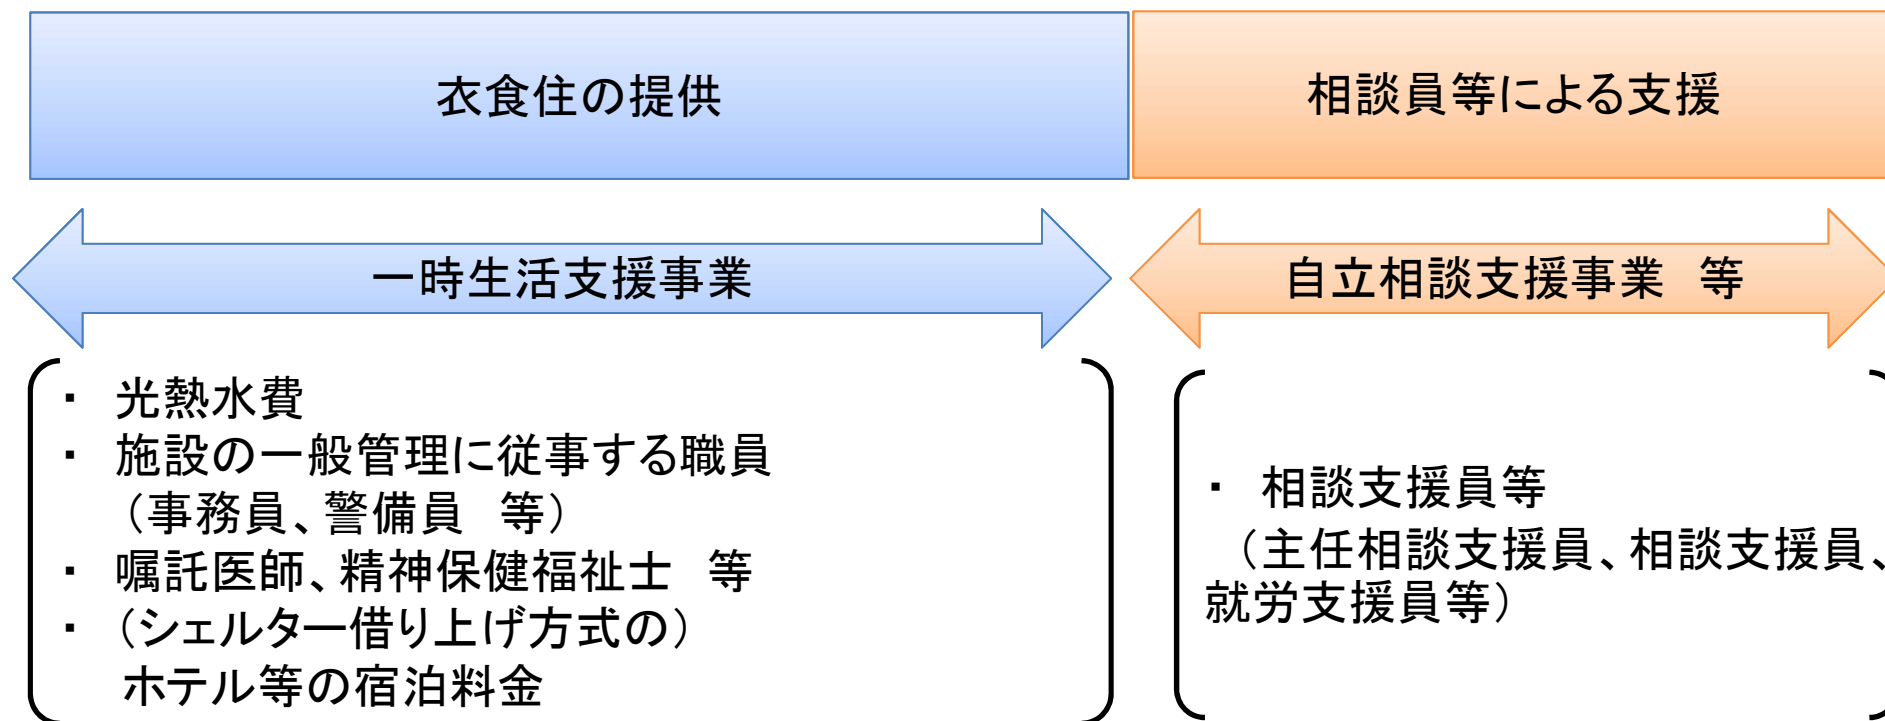 衣食住の提供
相談員等による支援
一時生活支援事業
自立相談支援事業　等
・　光熱水費
・　施設の一般管理に従事する職員
（事務員、警備員　等）
・　嘱託医師、精神保健福祉士　等
・　（シェルター借り上げ方式の）
ホテル等の宿泊料金
・　相談支援員等
（主任相談支援員、相談支援員、
就労支援員等）